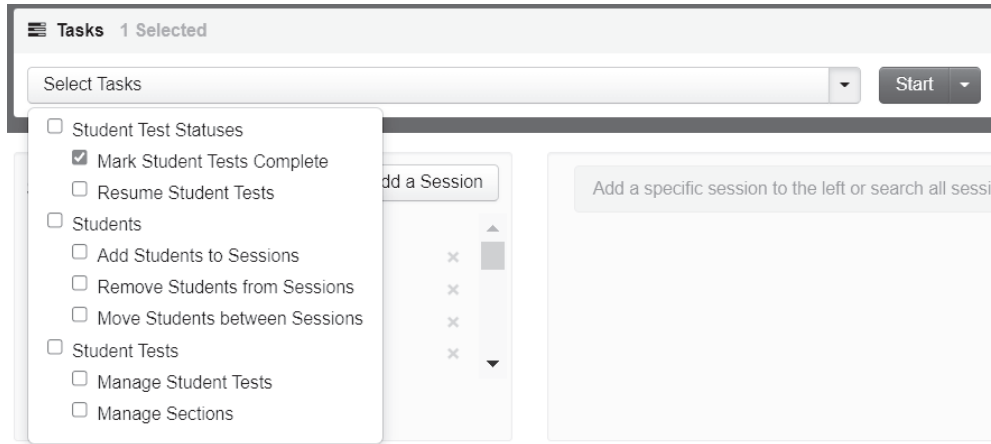 Tasks 1 Selected
Select Tasks
Start
Student Test Statuses
Mark Student Tests Complete
Resume Student Tests
Students
Add Students to Sessions
Remove Students from Sessions
Move Students between Sessions
Student Tests
Manage Student Tests
Manage Sections
dd a Session
Add a specific session to the left or search all sessi